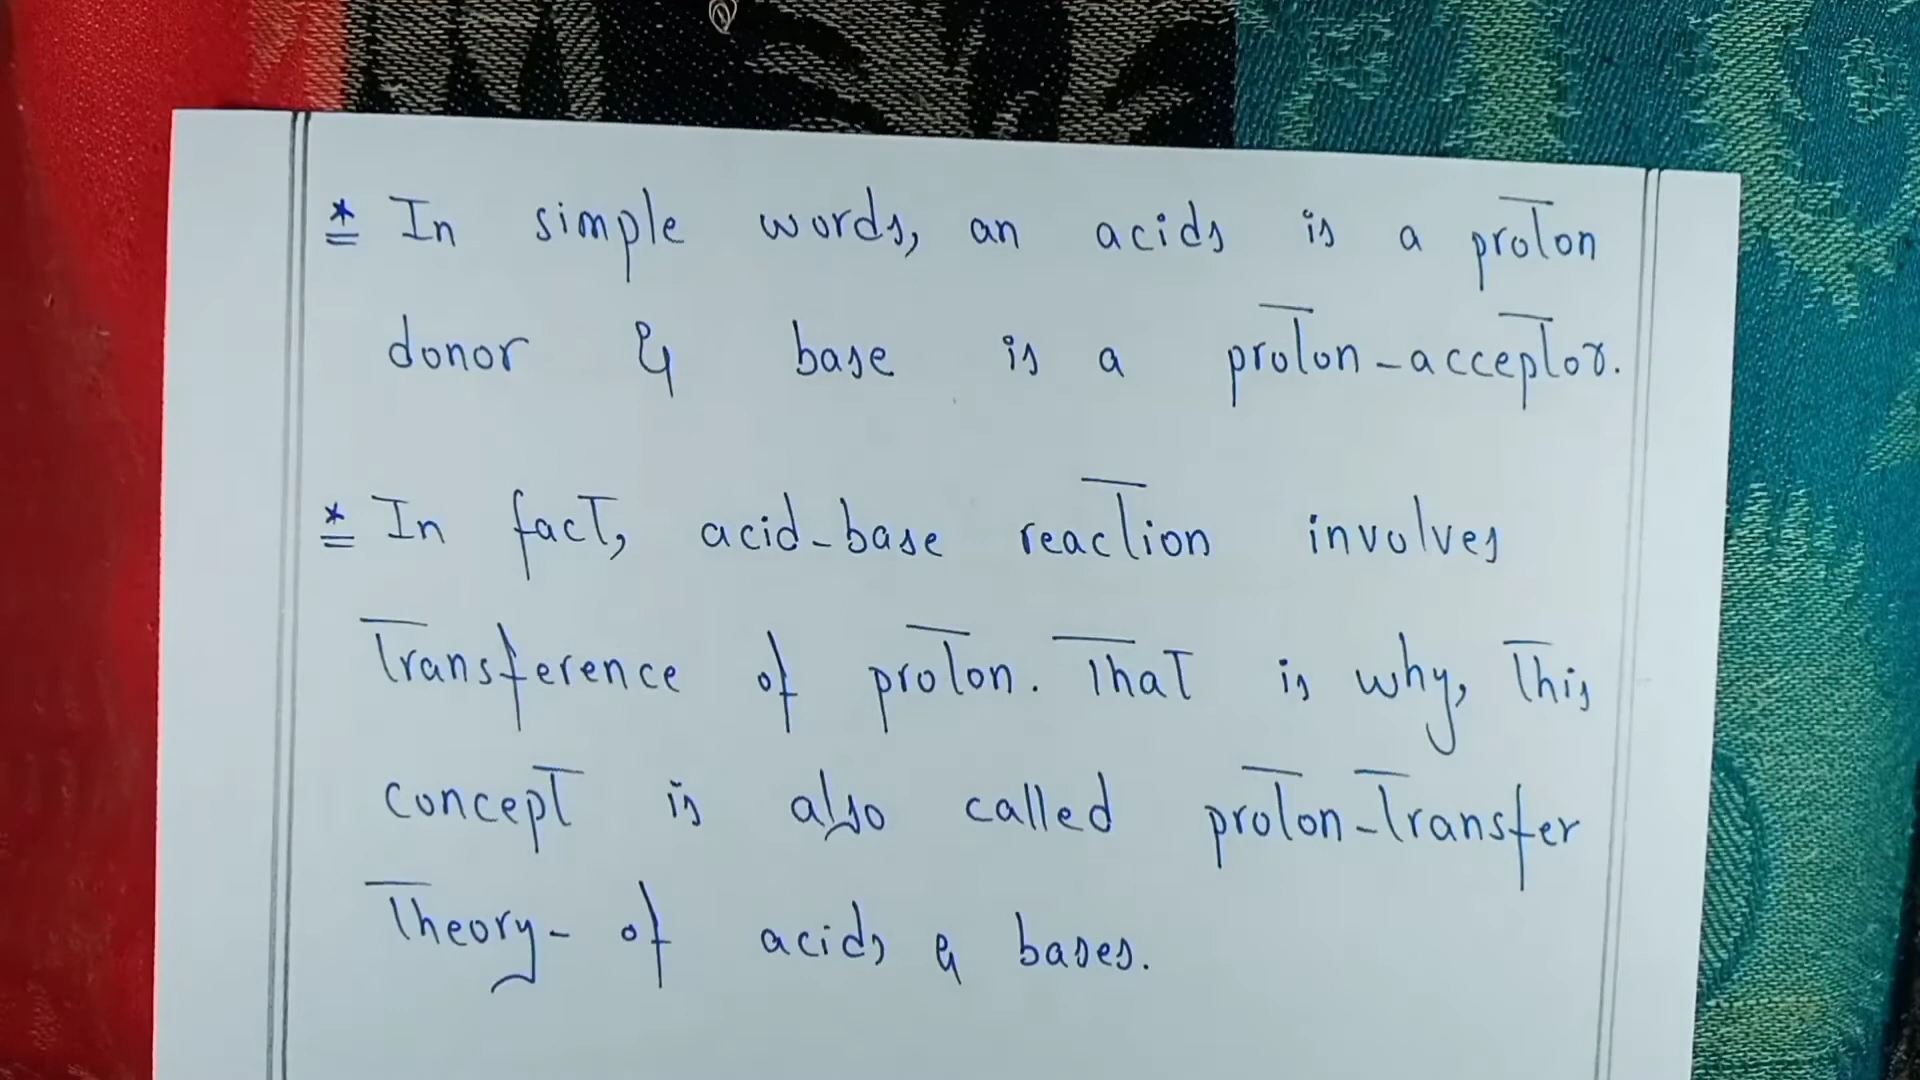 * In simple words, an acids is a proton
donor & base is a proton-acceptor.
* In fact, acid-base reaction involves
Transference of proton. That is why, This
concept is also called proton-Transfer
Theory- of acids & bases.